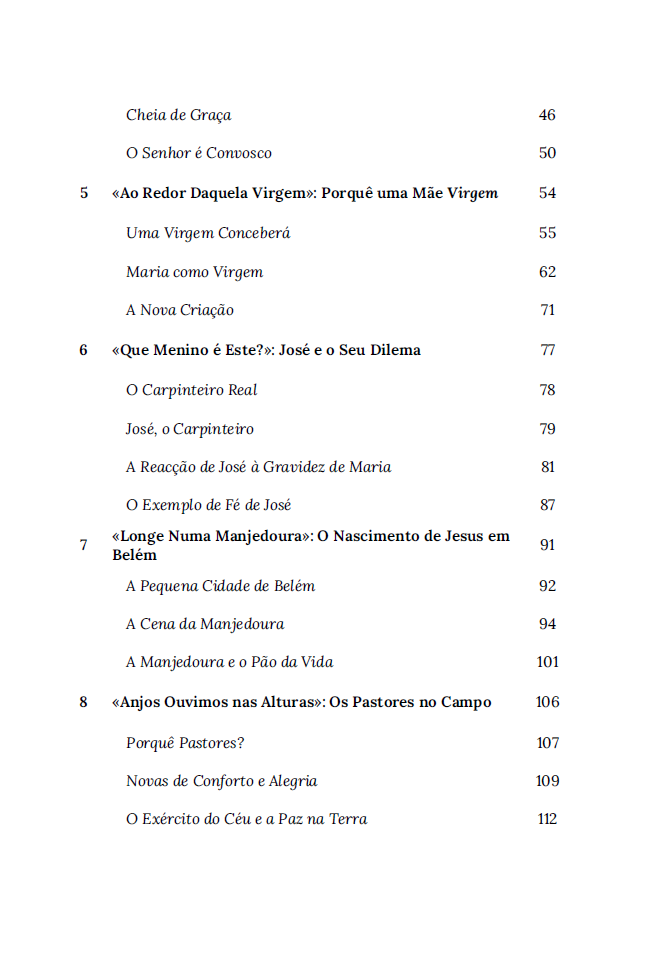 Cheia de Graça 46
O Senhor é Convosco 50
5 «Ao Redor Daquela Virgem»: Porquê uma Mãe Virgem 54
Uma Virgem Conceberá 55
Maria como Virgem 62
A Nova Criação 71
6 «Que Menino é Este?»: José e o Seu Dilema 77
O Carpinteiro Real 78
José, o Carpinteiro 79
A Reacção de José à Gravidez de Maria 81
O Exemplo de Fé de José 87
7 «Longe Numa Manjedoura»: O Nascimento de Jesus em 91
Belém
A Pequena Cidade de Belém 92
A Cena da Manjedoura 94
A Manjedoura e o Pão da Vida 101
8 «Anjos Ouvimos nas Alturas»: Os Pastores no Campo 106
Porquê Pastores? 107
Novas de Conforto e Alegria 109
O Exército do Céu e a Paz na Terra 112